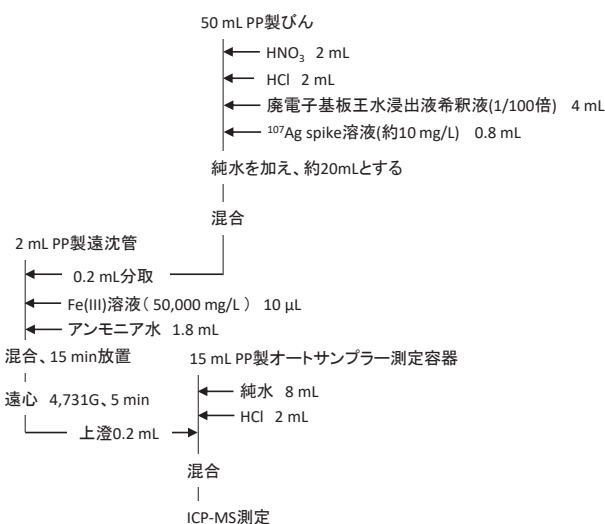 50 mL PP製びん
HNO₃ 2 mL
HCl 2 mL
廃電子基板王水浸出液希釈液(1/100倍) 4 mL
¹⁰⁷Ag spike溶液(約10 mg/L) 0.8 mL
純水を加え、約20mLとする
混合
2 mL PP製遠沈管
0.2 mL分取
Fe(III)溶液( 50,000 mg/L ) 10 µL
アンモニア水 1.8 mL
混合、15 min放置
遠心 4,731G、5 min
上澄0.2 mL
15 mL PP製オートサンプラー測定容器
純水 8 mL
HCl 2 mL
混合
ICP-MS測定